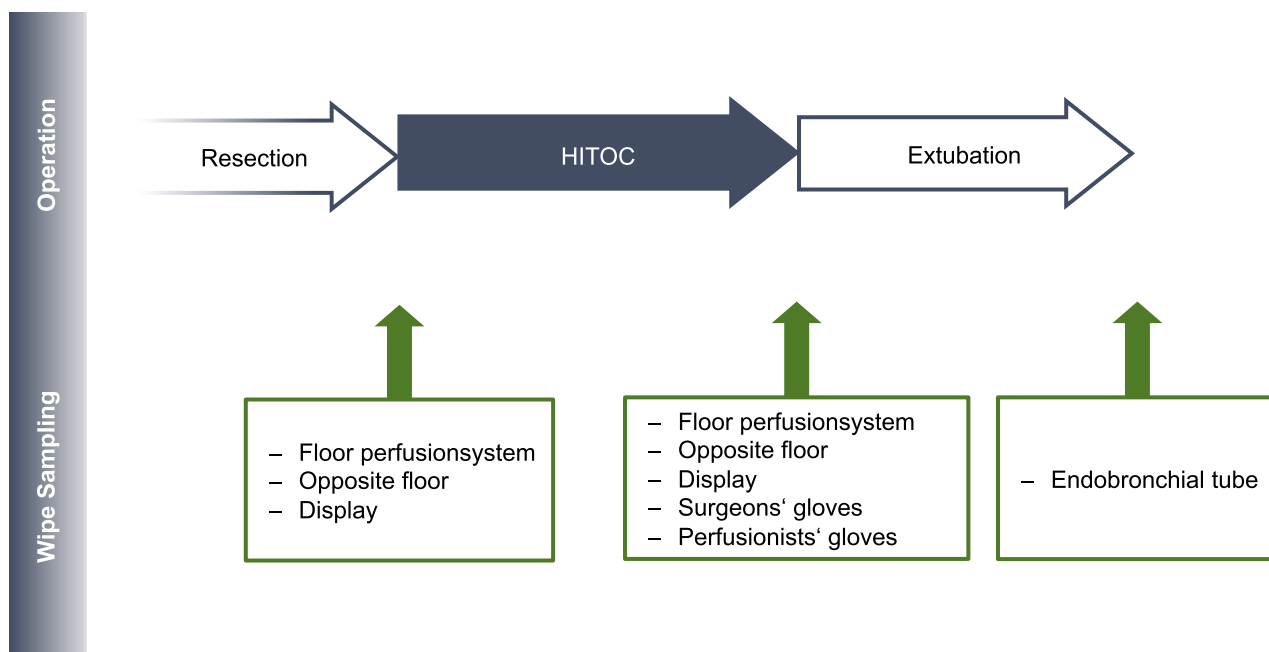 Operation
Resection
HITOC
Extubation
Wipe Sampling
– Floor perfusionsystem
– Opposite floor
– Display
– Floor perfusionsystem
– Opposite floor
– Display
– Surgeons‘ gloves
– Perfusionists‘ gloves
– Endobronchial tube